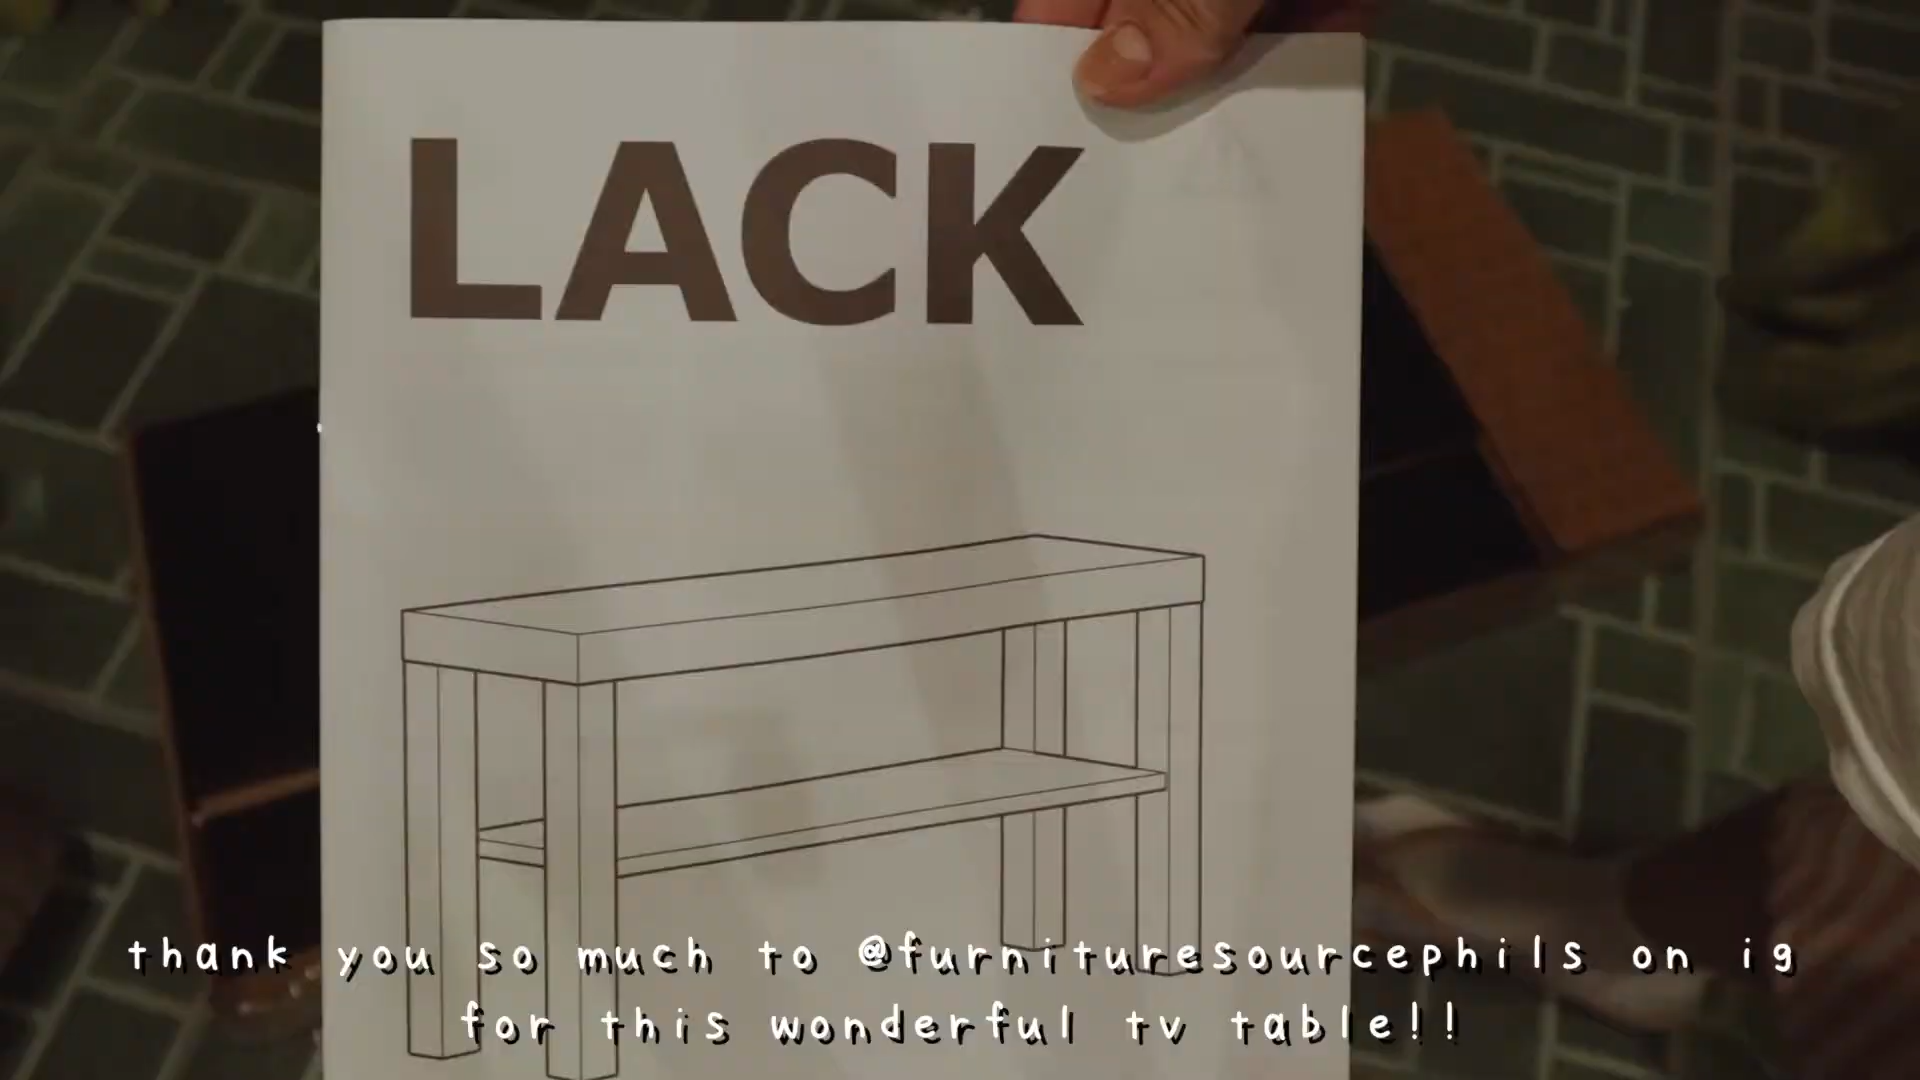 LACK
thank you so much to @furnituresourcephils on ig
for this wonderful tv table!!